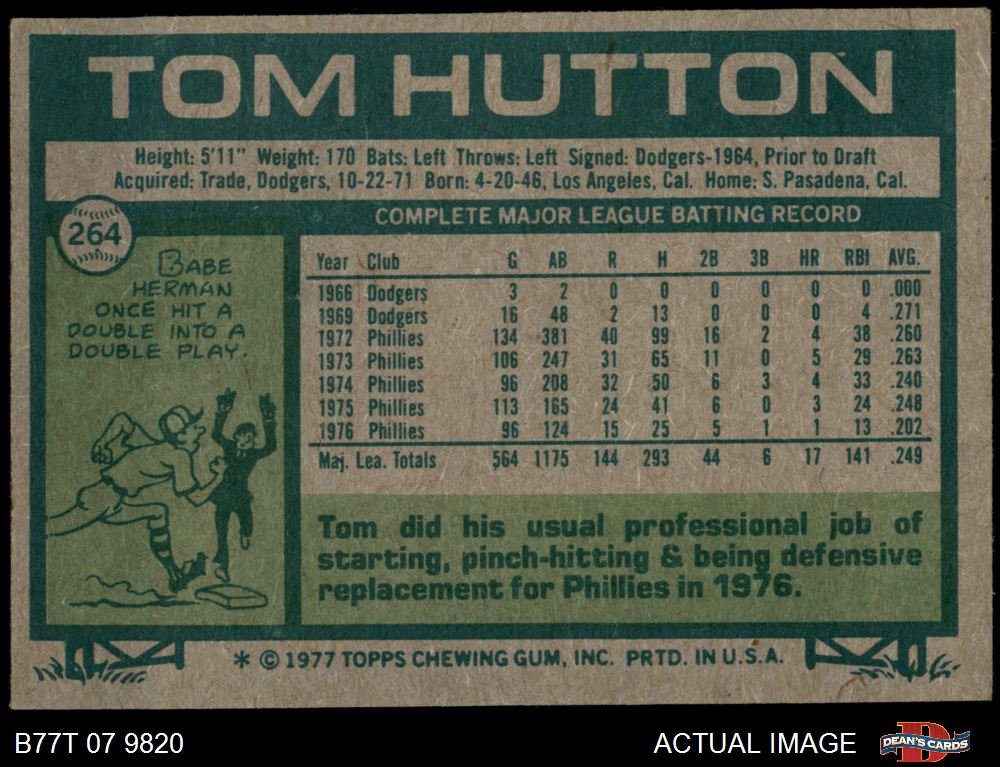 TOM HUTTON
Height: 5'11" Weight: 170 Bats: Left Throws: Left Signed: Dodgers-1964, Prior to Draft
Acquired: Trade, Dodgers, 10-22-71 Born: 4-20-46, Los Angeles, Cal. Home: S. Pasadena, Cal.
264
BABE
HERMAN
ONCE HIT A
DOUBLE INTO A
DOUBLE PLAY.
COMPLETE MAJOR LEAGUE BATTING RECORD
Year Club G AB R H 2B 3B HR RBI AVG.
1966 Dodgers 3 2 0 0 0 0 0 0 .000
1969 Dodgers 16 48 2 13 0 0 0 4 .271
1972 Phillies 134 381 40 99 16 2 4 38 .260
1973 Phillies 106 247 31 65 11 0 5 29 .263
1974 Phillies 96 208 32 50 6 3 4 33 .240
1975 Phillies 113 165 24 41 6 0 3 24 .248
1976 Phillies 96 124 15 25 5 1 1 13 .202
Maj. Lea. Totals 564 1175 144 293 44 6 17 141 .249
Tom did his usual professional job of
starting, pinch-hitting & being defensive
replacement for Phillies in 1976.
* © 1977 TOPPS CHEWING GUM, INC. PRTD. IN U.S.A.
B77T 07 9820
ACTUAL IMAGE
D
DEAN'S CARDS